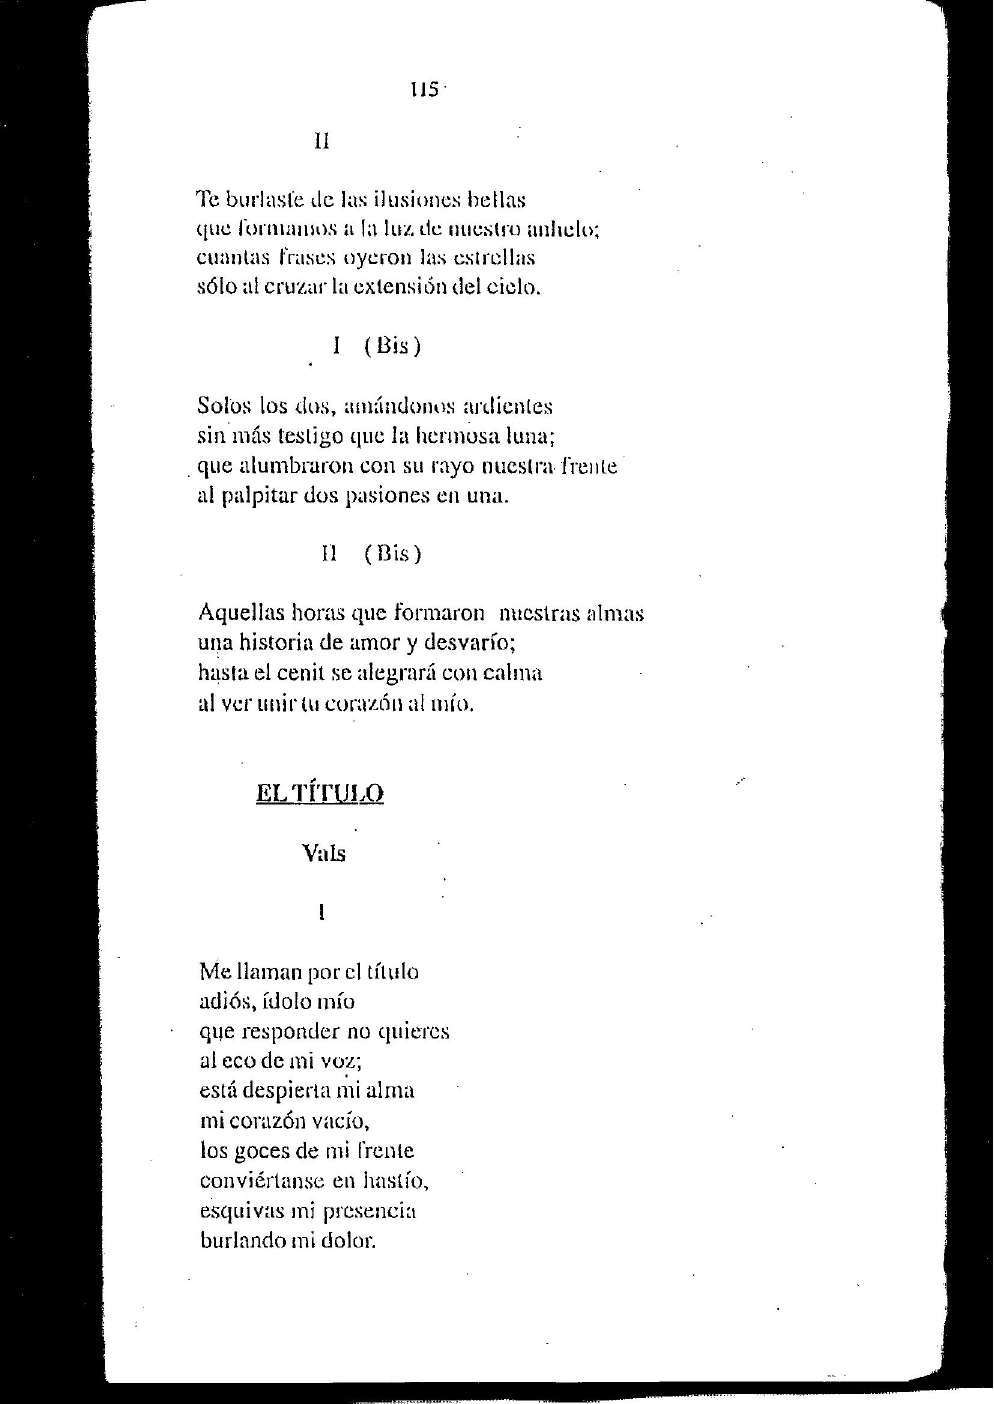 115
II
Te burlaste de las ilusiones bellas
que formamos a la luz de nuestro anhelo;
cuantas frases oyeron las estrellas
sólo al cruzar la extensión del cielo.
I (Bis)
Solos los dos, amándonos ardientes
sin más testigo que la hermosa luna;
que alumbraron con su rayo nuestra frente
al palpitar dos pasiones en una.
II (Bis)
Aquellas horas que formaron nuestras almas
una historia de amor y desvarío;
hasta el cenit se alegrará con calma
al ver unir tu corazón al mío.
EL TÍTULO
Vals
I
Me llaman por el título
adiós, ídolo mío
que responder no quieres
al eco de mi voz;
está despierta mi alma
mi corazón vacío,
los goces de mi frente
conviértanse en hastío,
esquivas mi presencia
burlando mi dolor.